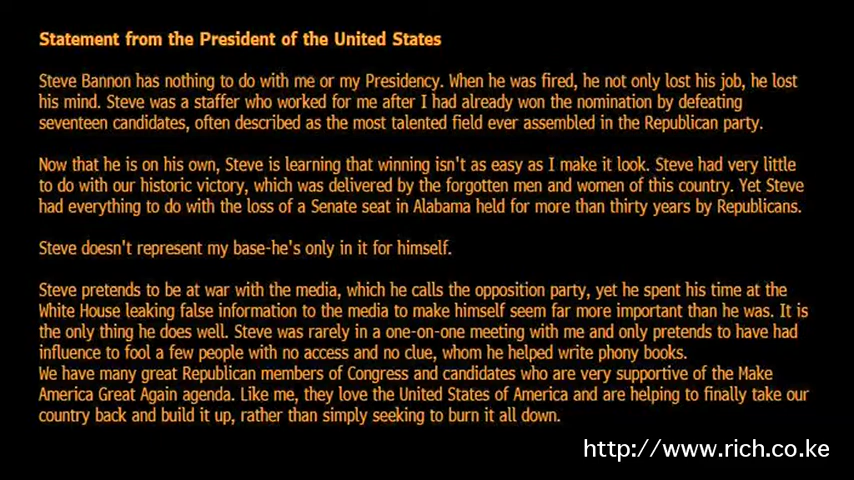 Statement from the President of the United States
Steve Bannon has nothing to do with me or my Presidency. When he was fired, he not only lost his job, he lost
his mind. Steve was a staffer who worked for me after I had already won the nomination by defeating
seventeen candidates, often described as the most talented field ever assembled in the Republican party.
Now that he is on his own, Steve is learning that winning isn't as easy as I make it look. Steve had very little
to do with our historic victory, which was delivered by the forgotten men and women of this country. Yet Steve
had everything to do with the loss of a Senate seat in Alabama held for more than thirty years by Republicans.
Steve doesn't represent my base-he's only in it for himself.
Steve pretends to be at war with the media, which he calls the opposition party, yet he spent his time at the
White House leaking false information to the media to make himself seem far more important than he was. It is
the only thing he does well. Steve was rarely in a one-on-one meeting with me and only pretends to have had
influence to fool a few people with no access and no clue, whom he helped write phony books.
We have many great Republican members of Congress and candidates who are very supportive of the Make
America Great Again agenda. Like me, they love the United States of America and are helping to finally take our
country back and build it up, rather than simply seeking to burn it all down.
http://www.rich.co.ke